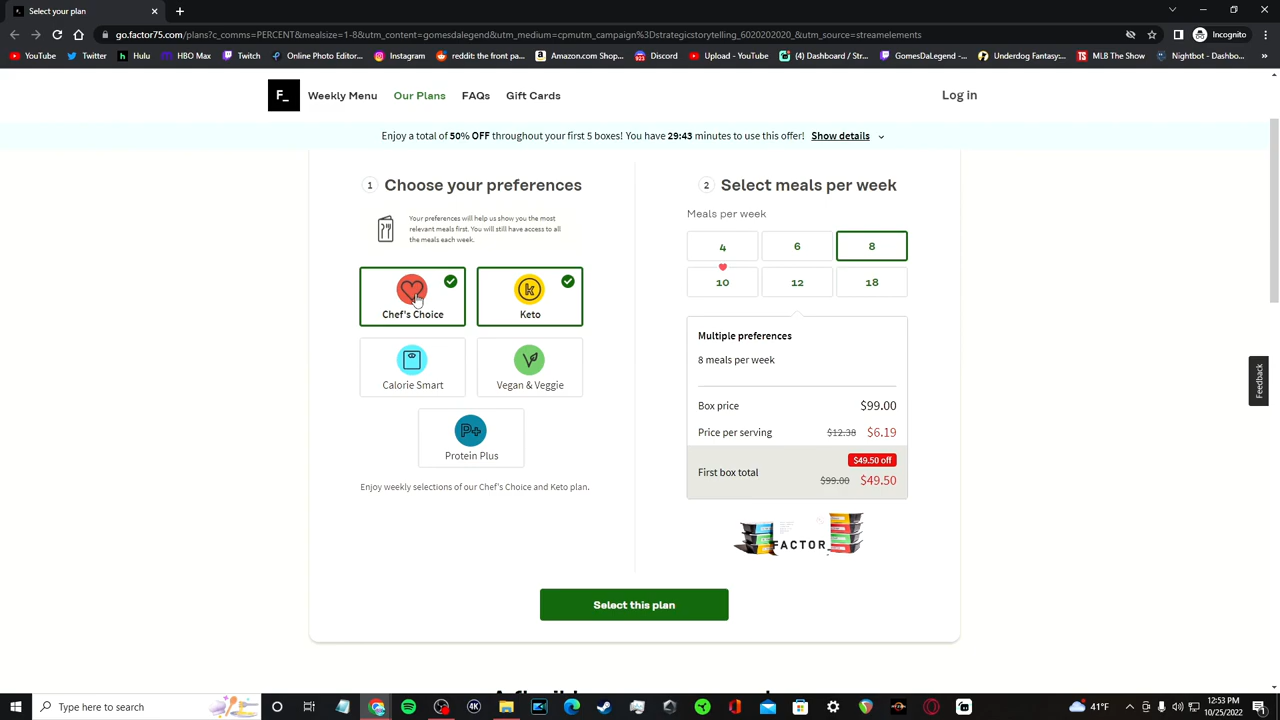 Select your plan
go.factor75.com/plans?c_comms=PERCENT&mealsize=1-8&utm_content=gomesdalegend&utm_medium=cpmutm_campaign%3Dstrategicstorytelling_6020202020_&utm_source=streamelements
Incognito
YouTube Twitter Hulu HBO Max Twitch Online Photo Editor... Instagram reddit: the front pa... Amazon.com Shop... Discord Upload - YouTube GomesDaLegend - ... Underdog Fantasy:... MLB The Show Nightbot - Dashbo...
F_ Weekly Menu Our Plans FAQs Gift Cards Log in
Enjoy a total of 50% OFF throughout your first 5 boxes! You have 29:43 minutes to use this offer! Show details
1 Choose your preferences
Your preferences will help us show you the most
relevant meals first. You will still have access to all
the meals each week.
Chef's Choice
k
Keto
Calorie Smart
Vegan & Veggie
P+
Protein Plus
Enjoy weekly selections of our Chef's Choice and Keto plan.
2 Select meals per week
Meals per week
4 6 8
10 12 18
Multiple preferences
8 meals per week
Box price $99.00
Price per serving $12.38 $6.19
$49.50 off
First box total $99.00 $49.50
FACTOR_
Select this plan
Feedback
Type here to search
41°F
12:53 PM
10/25/2022